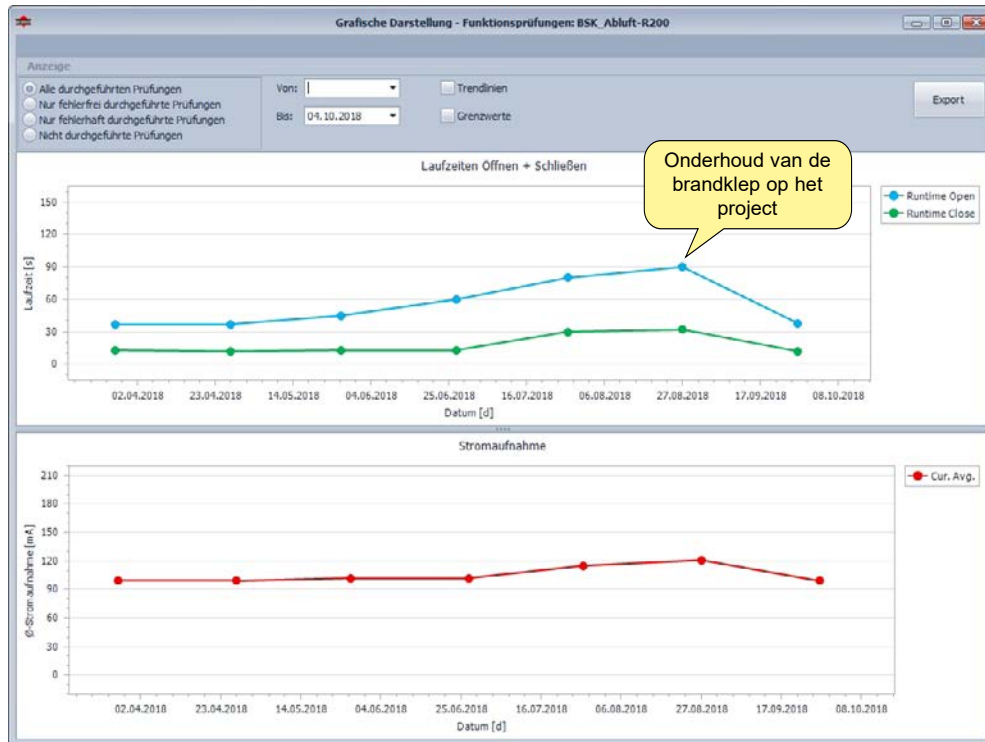 Grafische Darstellung - Funktionsprüfungen: BSK_Abluft-R200
Anzeige
Alle durchgeführten Prüfungen
Nur fehlerfrei durchgeführte Prüfungen
Nur fehlerhaft durchgeführte Prüfungen
Nicht durchgeführte Prüfungen
Von:
Bis: 04.10.2018
Trendlinien
Grenzwerte
Export
Laufzeiten Öffnen + Schließen
Onderhoud van de
brandklep op het
project
Runtime Open
Runtime Close
Laufzeit [s]
150
120
90
60
30
0
02.04.2018 23.04.2018 14.05.2018 04.06.2018 25.06.2018 16.07.2018 06.08.2018 27.08.2018 17.09.2018 08.10.2018
Datum [d]
Stromaufnahme
Cur. Avg.
Ø-Stromaufnahme [mA]
210
180
150
120
90
60
30
0
02.04.2018 23.04.2018 14.05.2018 04.06.2018 25.06.2018 16.07.2018 06.08.2018 27.08.2018 17.09.2018 08.10.2018
Datum [d]